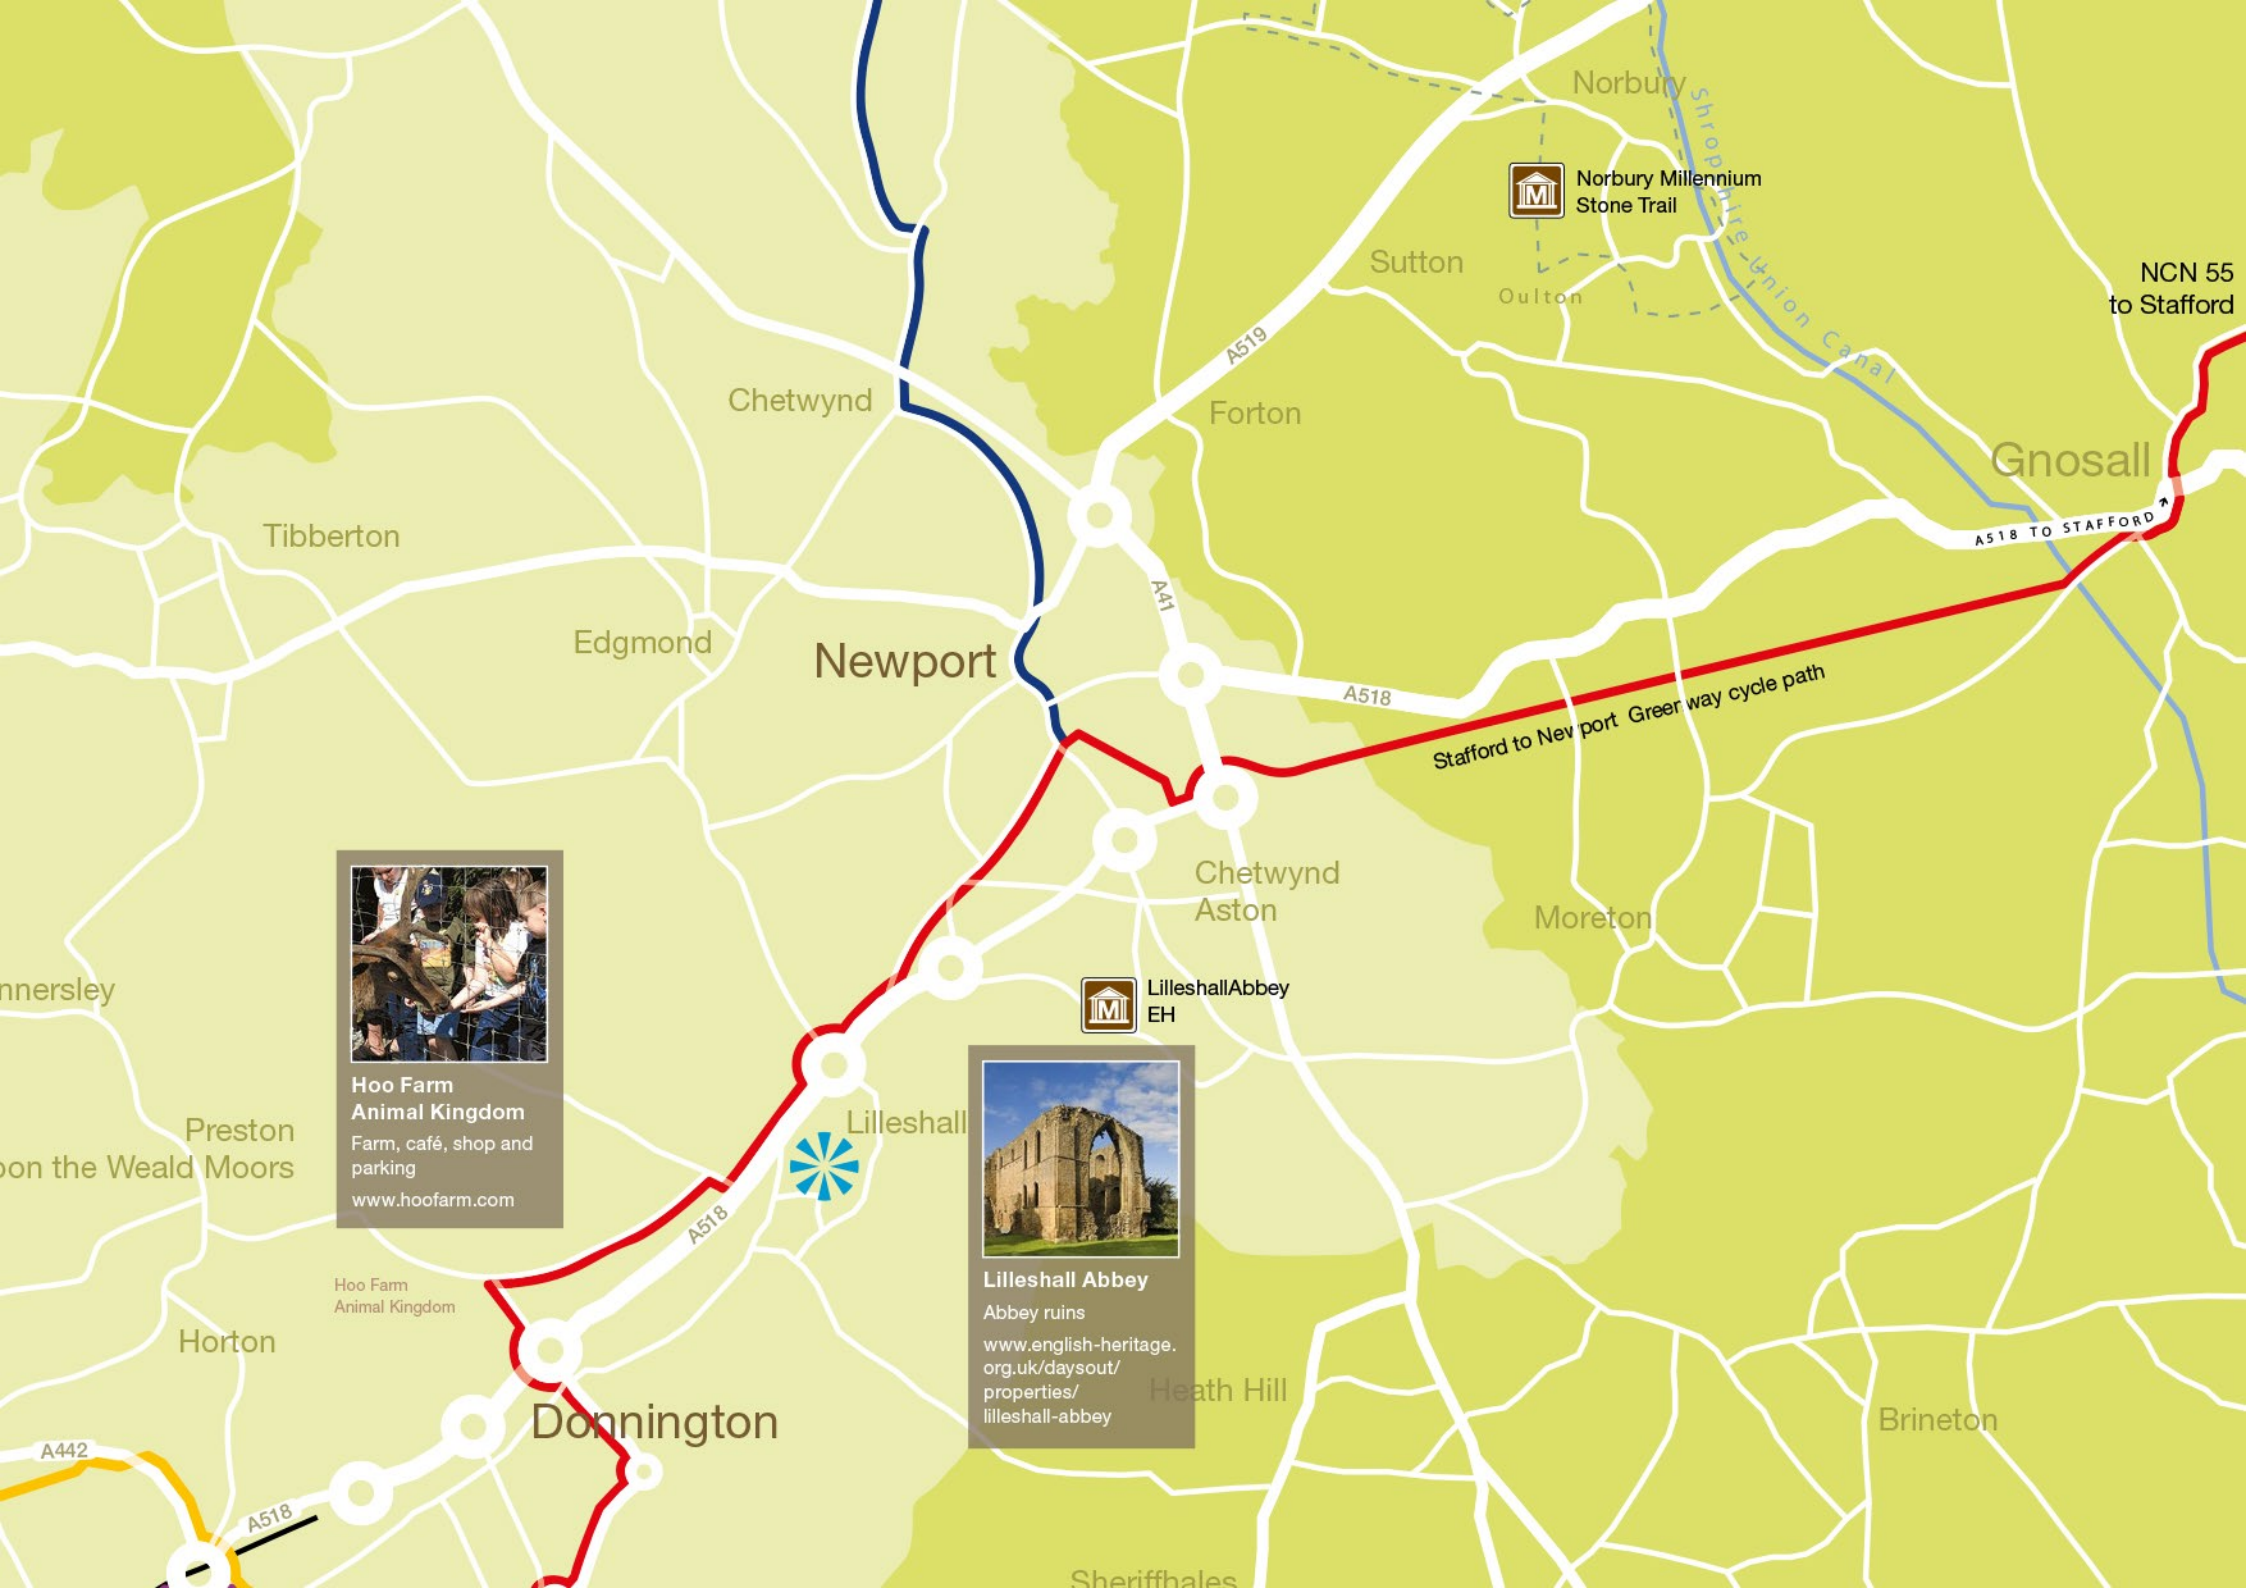 Norbury
Shropshire Union Canal
Norbury Millennium
Stone Trail
Sutton
Oulton
NCN 55
to Stafford
A519
Chetwynd
Forton
Gnosall
A518 TO STAFFORD
Tibberton
A41
Edgmond
Newport
A518
Stafford to Newport Greenway cycle path
Chetwynd
Aston
Moreton
nnersley
LilleshallAbbey
EH
M
M
Hoo Farm
Animal Kingdom
Farm, café, shop and
parking
www.hoofarm.com
Preston
on the Weald Moors
Lilleshall
A518
Lilleshall Abbey
Abbey ruins
www.english-heritage.
org.uk/daysout/
properties/
lilleshall-abbey
Hoo Farm
Animal Kingdom
Horton
Heath Hill
Donnington
Brineton
A442
A518
Sheriffhales